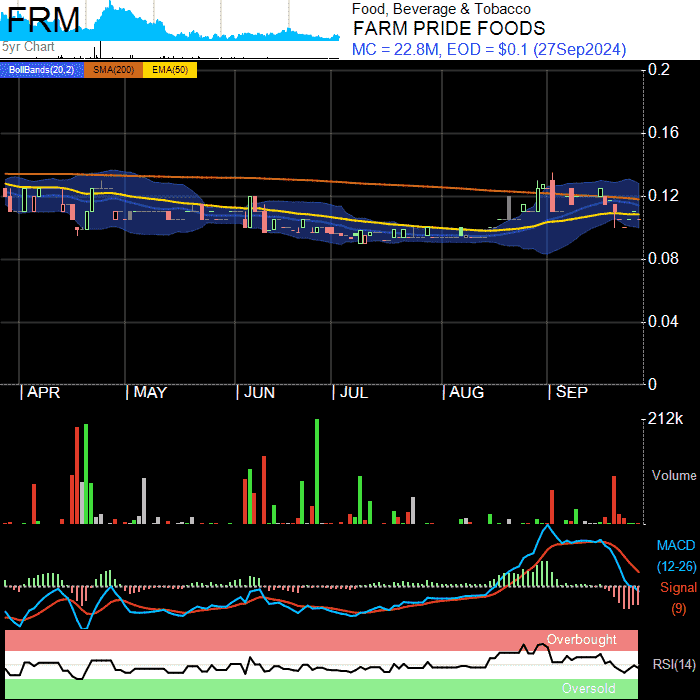 FRM
5yr Chart
Food, Beverage & Tobacco
FARM PRIDE FOODS
MC = 22.8M, EOD = $0.1 (27Sep2024)
BollBands(20,2) SMA(200) EMA(50)
0.2
0.16
0.12
0.08
0.04
0
APR MAY JUN JUL AUG SEP
212k
Volume
MACD
(12-26)
Signal
(9)
Overbought
RSI(14)
Oversold